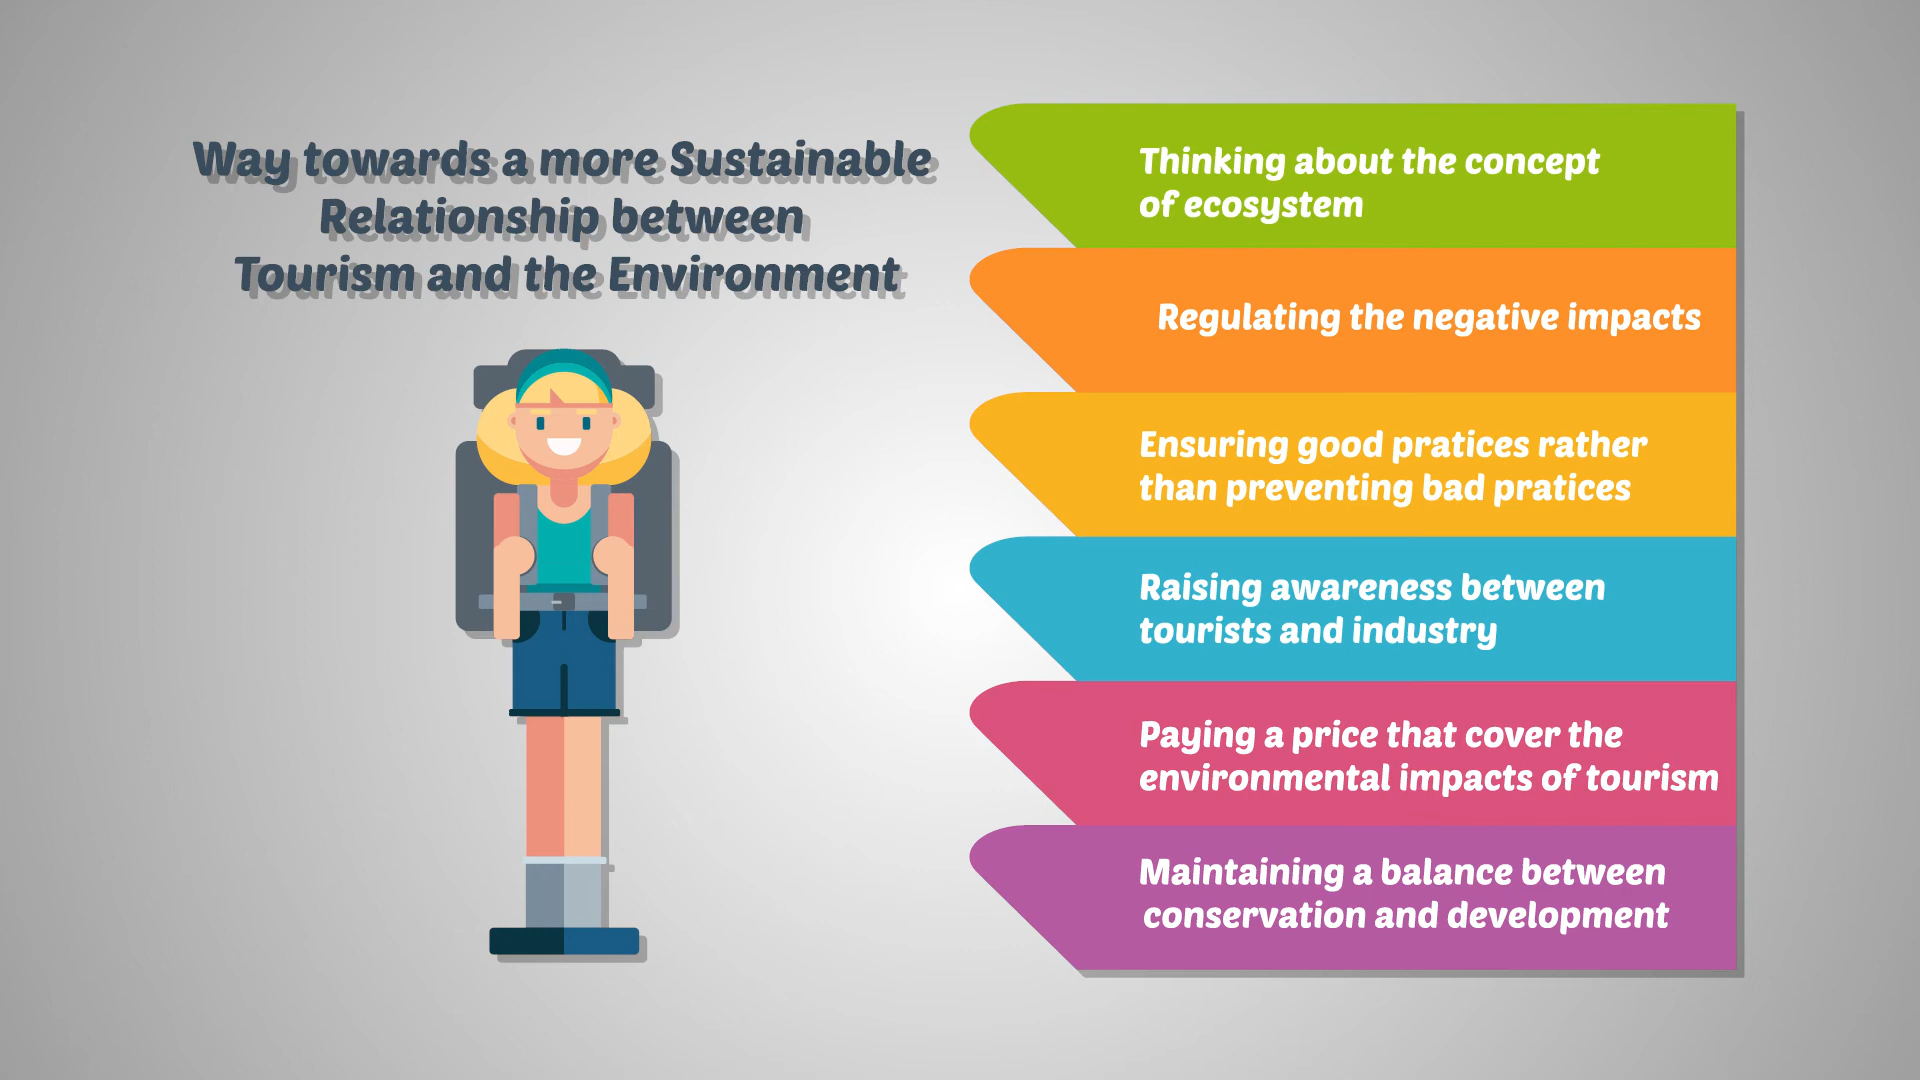 Way towards a more Sustainable
Relationship between
Tourism and the Environment
Thinking about the concept
of ecosystem
Regulating the negative impacts
Ensuring good pratices rather
than preventing bad pratices
Raising awareness between
tourists and industry
Paying a price that cover the
environmental impacts of tourism
Maintaining a balance between
conservation and development